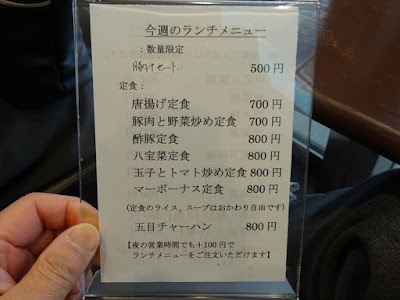 今週のランチメニュー
:数量限定
500円
定食:
唐揚げ定食 700円
豚肉と野菜炒め定食 700円
酢豚定食 800円
八宝菜定食 800円
玉子とトマト炒め定食 800円
マーボーナス定食 800円
(定食のライス、スープはおかわり自由です)
五目チャーハン 800円
【夜の営業時間でも+100円で
ランチメニューをご注文いただけます】